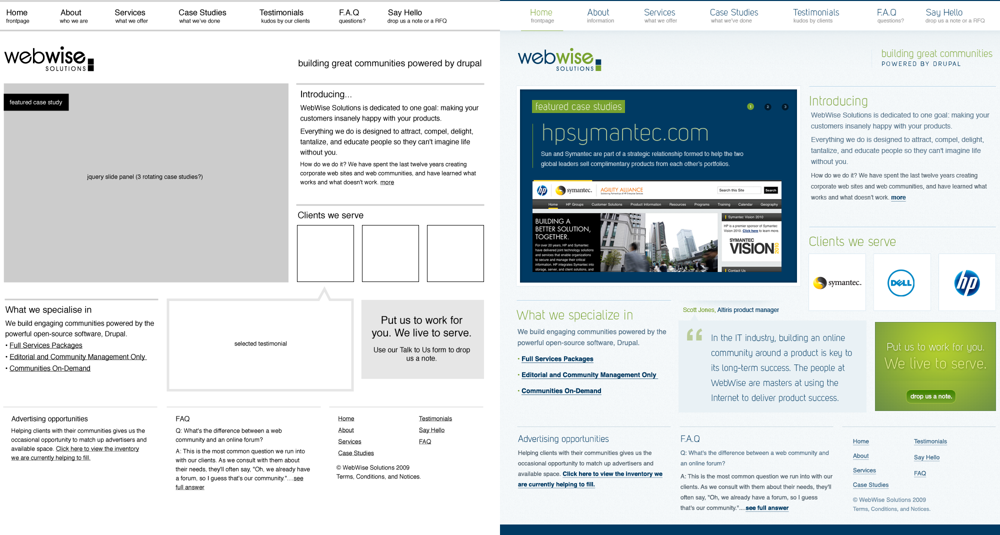 Home
frontpage
About
who we are
Services
what we offer
Case Studies
what we've done
Testimonials
kudos by our clients
F.A.Q
questions?
Say Hello
drop us a note or a RFQ
webwise
SOLUTIONS
building great communities powered by drupal
featured case study
jquery slide panel (3 rotating case studies?)
Introducing...
WebWise Solutions is dedicated to one goal: making your
customers insanely happy with your products.
Everything we do is designed to attract, compel, delight,
tantalize, and educate people so they can't imagine life
without you.
How do we do it? We have spent the last twelve years creating
corporate web sites and web communities, and have learned what
works and what doesn't work. more
Clients we serve
What we specialise in
We build engaging communities powered by the
powerful open-source software, Drupal.
• Full Services Packages
• Editorial and Community Management Only
• Communities On-Demand
selected testimonial
Put us to work for
you. We live to serve.
Use our Talk to Us form to drop
us a note.
Advertising opportunities
Helping clients with their communities gives us the
occasional opportunity to match up advertisers and
available space. Click here to view the inventory
we are currently helping to fill.
FAQ
Q: What's the difference between a web
community and an online forum?
A: This is the most common question we run into
with our clients. As we consult with them about
their needs, they'll often say, "Oh, we already have
a forum, so I guess that's our community."....see
full answer
Home
About
Services
Case Studies
Testimonials
Say Hello
FAQ
© WebWise Solutions 2009
Terms, Conditions, and Notices.
Home
frontpage
About
information
Services
what we offer
Case Studies
what we've done
Testimonials
kudos by clients
F.A.Q
questions?
Say Hello
drop us a note or a RFQ
webwise
SOLUTIONS
building great communities
POWERED BY DRUPAL
featured case studies
1 2 3
hpsymantec.com
Sun and Symantec are part of a strategic relationship formed to help the two
global leaders sell complimentary products from each other's portfolios.
hp
symantec.
AGILITY ALLIANCE
Solutioning Partnerships of HP Enterprise Services
Search this Site
Search
Home HP Groups Customer Solutions Product Information Resources Programs Training Calendar Geography
BUILDING A
BETTER SOLUTION,
TOGETHER.
For over 20 years, HP and Symantec
have delivered joint technology solutions
and services that enable organizations
to secure and manage their critical
information. HP integrates Symantec into
storage, server, and client solutions, and
Symantec Vision 2010
HP is a premier sponsor of Symantec
Vision 2010. Click here to learn more.
SYMANTEC
VISION 2010
Contact Us
Introducing
WebWise Solutions is dedicated to one goal: making your
customers insanely happy with your products.
Everything we do is designed to attract, compel, delight,
tantalize, and educate people so they can't imagine life
without you.
How do we do it? We have spent the last twelve years creating
corporate web sites and web communities, and have learned what
works and what doesn't work. more
Clients we serve
symantec.
DELL
hp
What we specialize in
We build engaging communities powered by the
powerful open-source software, Drupal.
• Full Services Packages
• Editorial and Community Management Only
• Communities On-Demand
Scott Jones, Altiris product manager
“ In the IT industry, building an online
community around a product is key to
its long-term success. The people at
WebWise are masters at using the
Internet to deliver product success.
Put us to work for you.
We live to serve.
drop us a note.
Advertising opportunities
Helping clients with their communities gives us the
occasional opportunity to match up advertisers and
available space. Click here to view the inventory we
are currently helping to fill.
F.A.Q
Q: What's the difference between a web community and
an online forum?
A: This is the most common question we run into with our
clients. As we consult with them about their needs, they'll
often say, "Oh, we already have a forum, so I guess
that's our community."....see full answer
Home
About
Services
Case Studies
Testimonials
Say Hello
FAQ
© WebWise Solutions 2009
Terms, Conditions, and Notices.